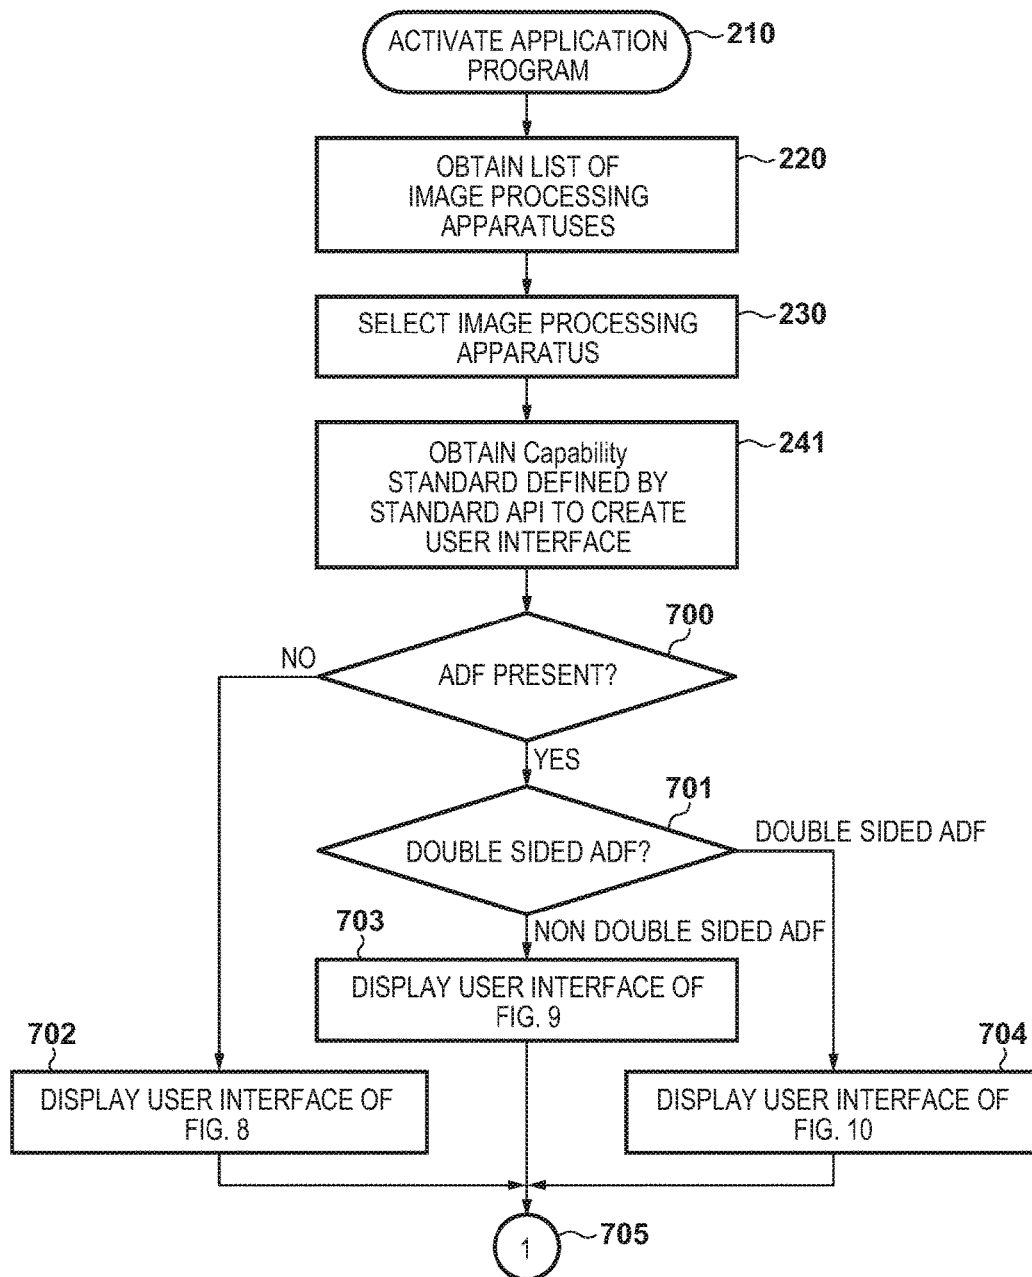 ACTIVATE APPLICATION
PROGRAM
210
OBTAIN LIST OF
IMAGE PROCESSING
APPARATUSES
220
SELECT IMAGE PROCESSING
APPARATUS
230
OBTAIN Capability
STANDARD DEFINED BY
STANDARD API TO CREATE
USER INTERFACE
241
700
ADF PRESENT?
NO
YES
701
DOUBLE SIDED ADF?
DOUBLE SIDED ADF
NON DOUBLE SIDED ADF
703
DISPLAY USER INTERFACE OF
FIG. 9
702
DISPLAY USER INTERFACE OF
FIG. 8
704
DISPLAY USER INTERFACE OF
FIG. 10
1
705